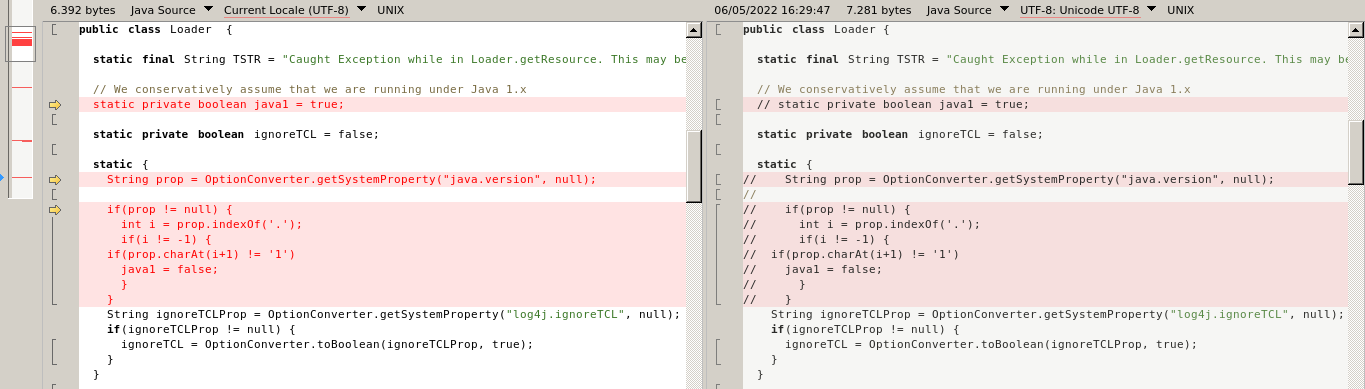 6.392 bytes Java Source Current Locale (UTF-8) UNIX
public class Loader  {
static final String TSTR = "Caught Exception while in Loader.getResource. This may be
// We conservatively assume that we are running under Java 1.x
static private boolean java1 = true;
static private boolean ignoreTCL = false;
static {
String prop = OptionConverter.getSystemProperty("java.version", null);
if(prop != null) {
int i = prop.indexOf('.');
if(i != -1) {
if(prop.charAt(i+1) != '1')
java1 = false;
}
}
String ignoreTCLProp = OptionConverter.getSystemProperty("log4j.ignoreTCL", null);
if(ignoreTCLProp != null) {
ignoreTCL = OptionConverter.toBoolean(ignoreTCLProp, true);
}
}
06/05/2022 16:29:47 7.281 bytes Java Source UTF-8: Unicode UTF-8 UNIX
public class Loader {
static final String TSTR = "Caught Exception while in Loader.getResource. This may be
// We conservatively assume that we are running under Java 1.x
// static private boolean java1 = true;
static private boolean ignoreTCL = false;
static {
//    String prop = OptionConverter.getSystemProperty("java.version", null);
//
//    if(prop != null) {
//      int i = prop.indexOf('.');
//      if(i != -1) {
//  if(prop.charAt(i+1) != '1')
//    java1 = false;
//      }
//    }
String ignoreTCLProp = OptionConverter.getSystemProperty("log4j.ignoreTCL", null);
if(ignoreTCLProp != null) {
ignoreTCL = OptionConverter.toBoolean(ignoreTCLProp, true);
}
}